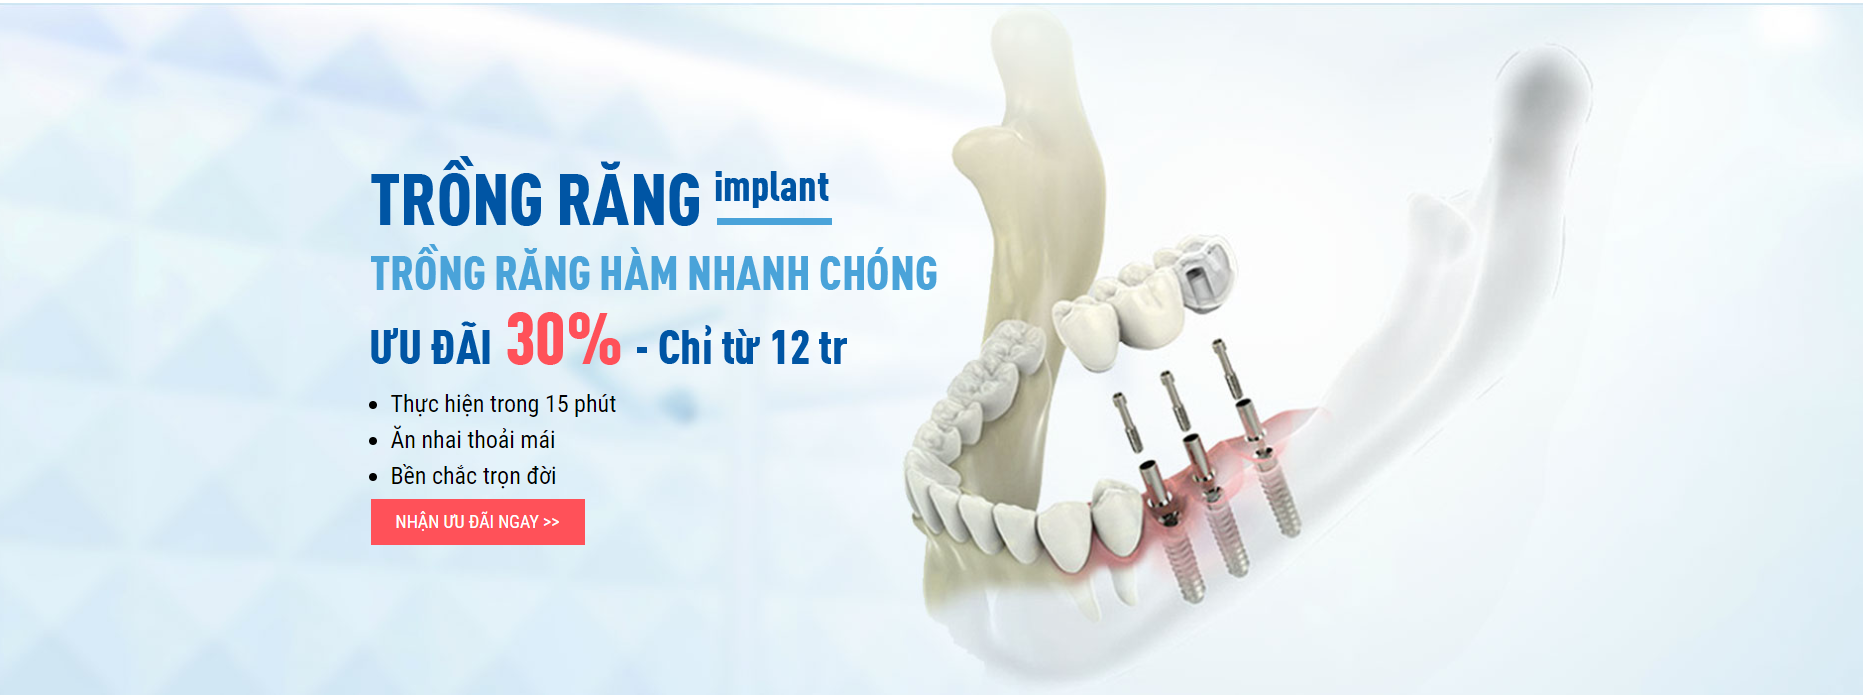 TRỒNG RĂNG implant
TRỒNG RĂNG HÀM NHANH CHÓNG
ƯU ĐÃI 30% - Chỉ từ 12 tr
• Thực hiện trong 15 phút
• Ăn nhai thoải mái
• Bền chắc trọn đời
NHẬN ƯU ĐÃI NGAY >>